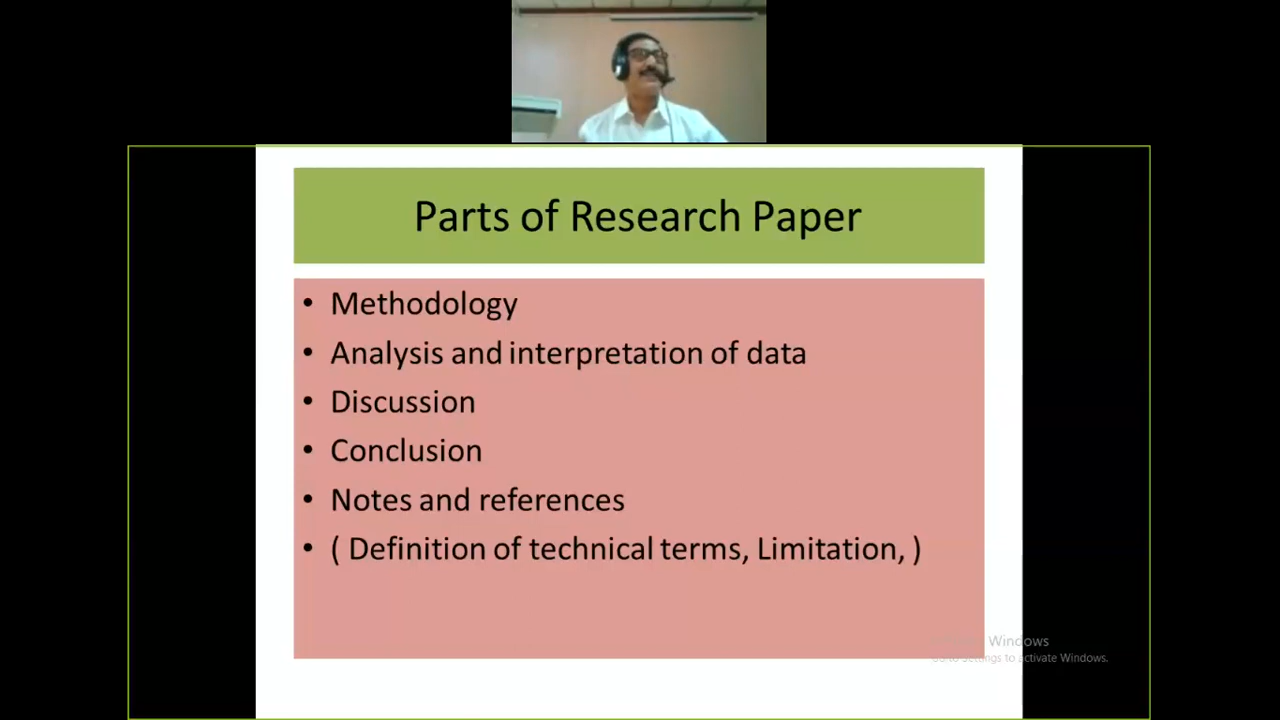 Parts of Research Paper
• Methodology
• Analysis and interpretation of data
• Discussion
• Conclusion
• Notes and references
• ( Definition of technical terms, Limitation, )
Windows
to activate Windows.